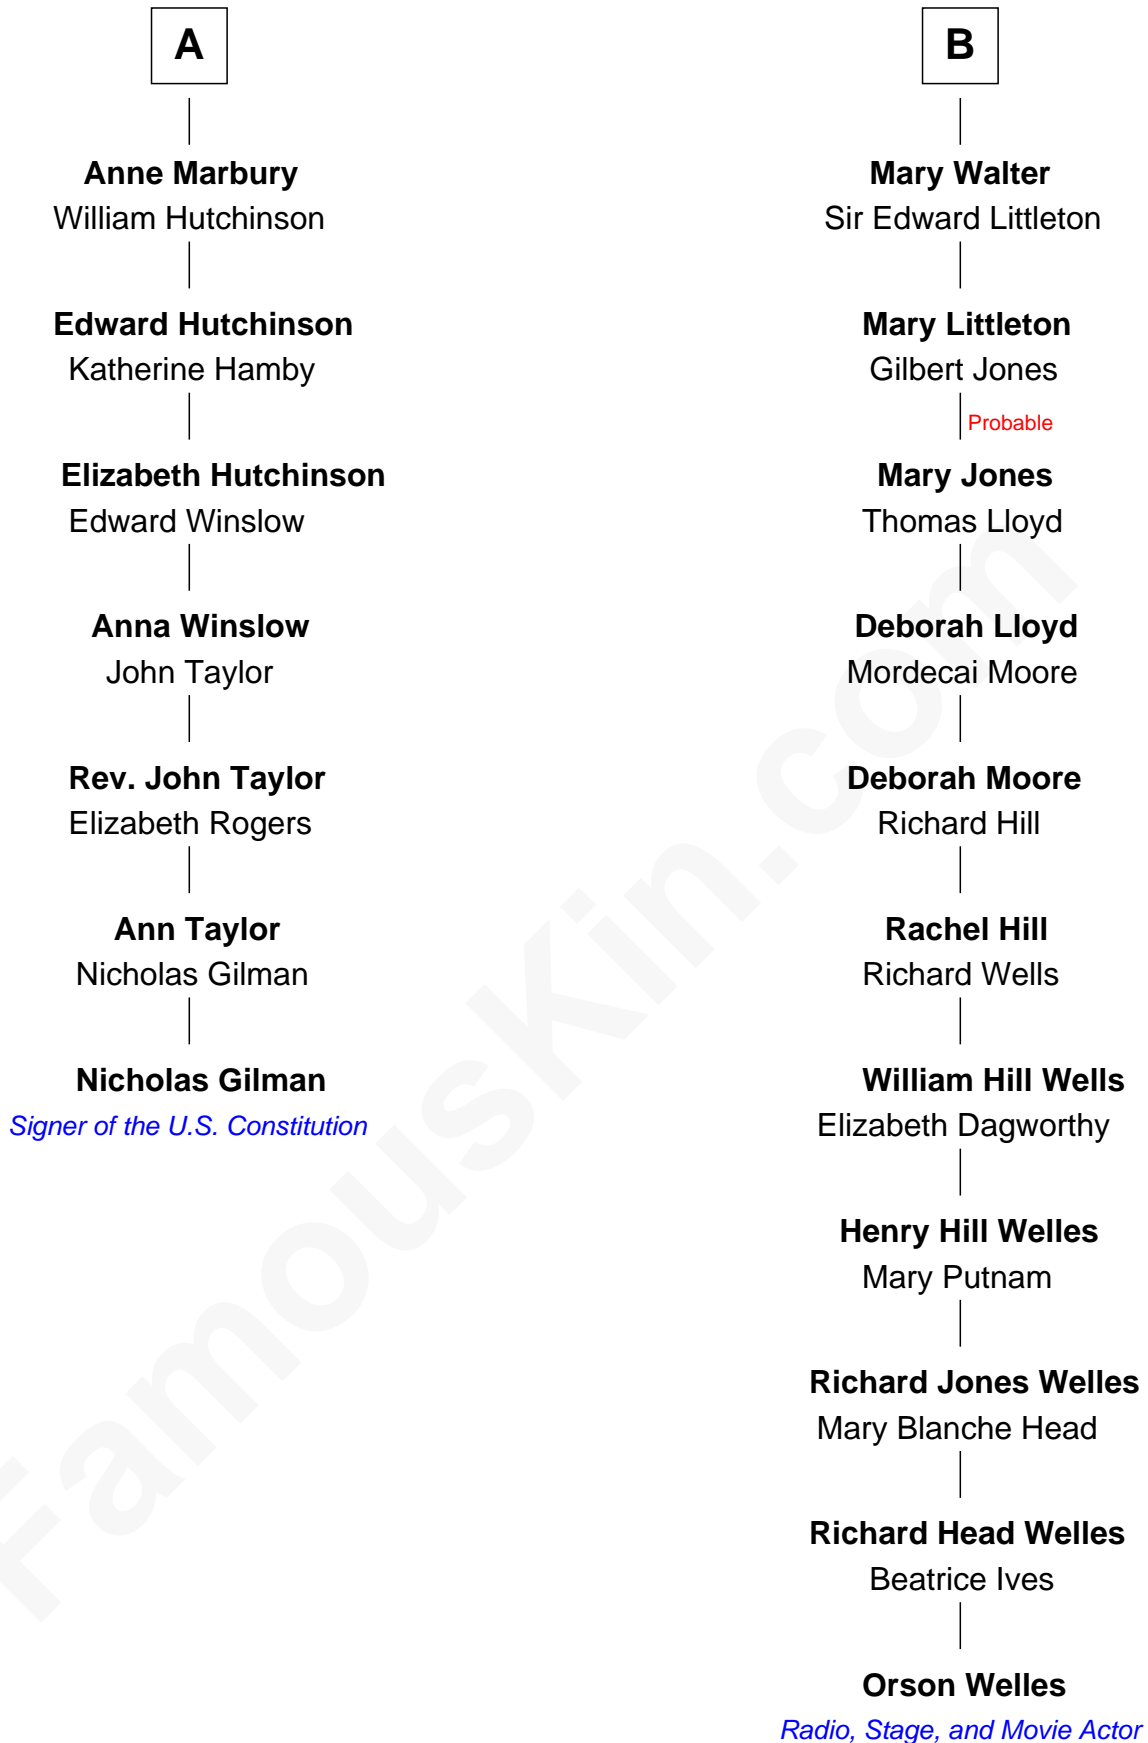 A
Anne Marbury
William Hutchinson
Edward Hutchinson
Katherine Hamby
Elizabeth Hutchinson
Edward Winslow
Anna Winslow
John Taylor
Rev. John Taylor
Elizabeth Rogers
Ann Taylor
Nicholas Gilman
Nicholas Gilman
Signer of the U.S. Constitution
B
Mary Walter
Sir Edward Littleton
Mary Littleton
Gilbert Jones
Probable
Mary Jones
Thomas Lloyd
Deborah Lloyd
Mordecai Moore
Deborah Moore
Richard Hill
Rachel Hill
Richard Wells
William Hill Wells
Elizabeth Dagworthy
Henry Hill Welles
Mary Putnam
Richard Jones Welles
Mary Blanche Head
Richard Head Welles
Beatrice Ives
Orson Welles
Radio, Stage, and Movie Actor
FamousKin.com